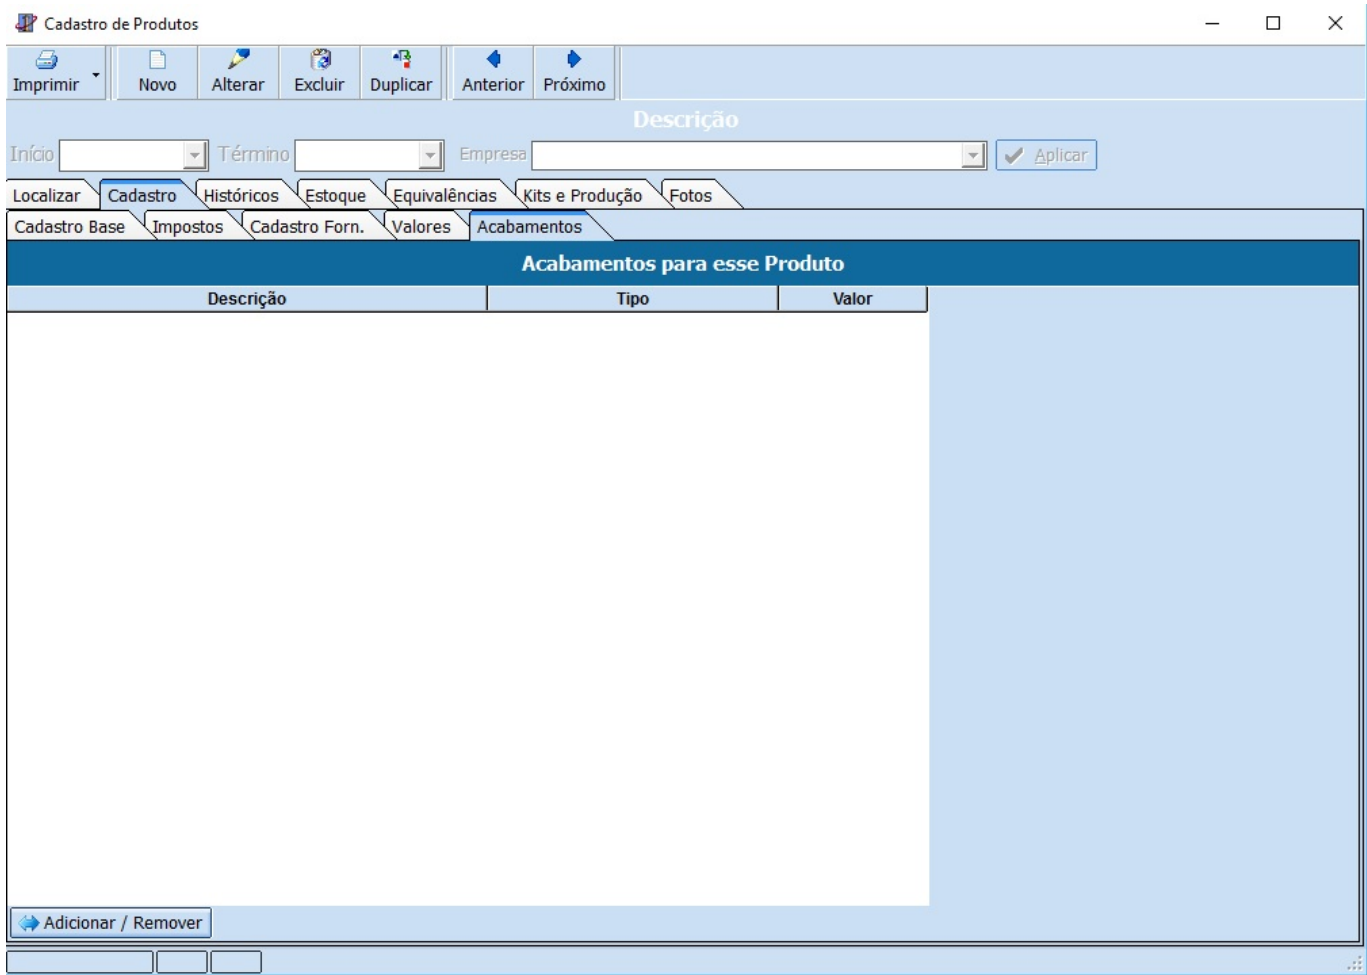 Cadastro de Produtos
Imprimir Novo Alterar Excluir Duplicar Anterior Próximo
Descrição
Início Término Empresa Aplicar
Localizar Cadastro Históricos Estoque Equivalências Kits e Produção Fotos
Cadastro Base Impostos Cadastro Forn. Valores Acabamentos
Acabamentos para esse Produto
Descrição Tipo Valor
Adicionar / Remover